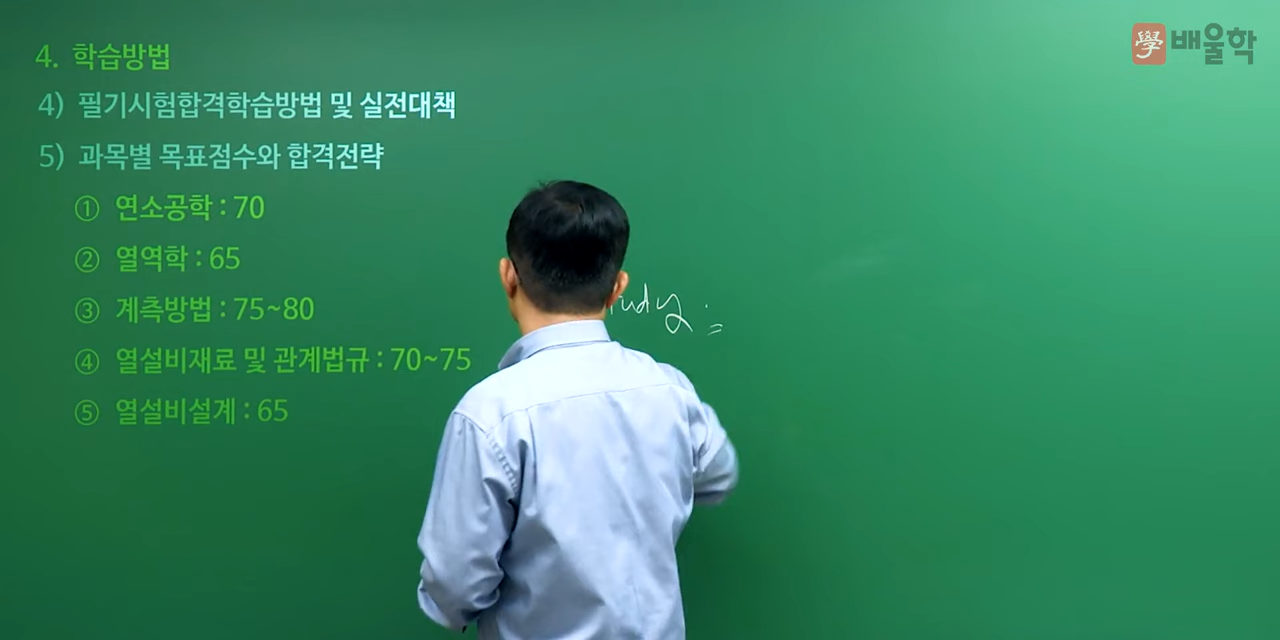 4. 학습방법
4) 필기시험합격학습방법 및 실전대책
5) 과목별 목표점수와 합격전략
① 연소공학 : 70
② 열역학 : 65
③ 계측방법 : 75~80
④ 열설비재료 및 관계법규 : 70~75
⑤ 열설비설계 : 65
學 배울학